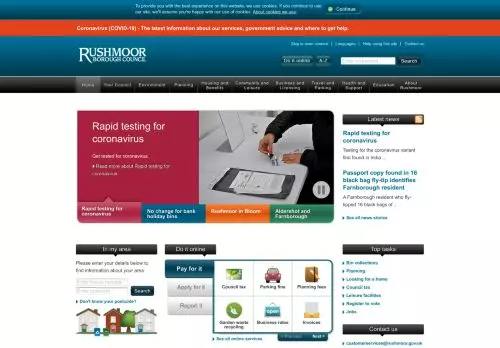 To provide you with the best experience on this website, we use cookies. If you continue to
use our site, we'll assume you're happy with our use of cookies. About cookies we use.
Continue
Coronavirus (COVID-19) - The latest information about our services, government advice and where to get help.
Skip to main content | Languages | Help using this site | Contact us
RUSHMOOR
BOROUGH COUNCIL
Do it online
A-Z
Search
Home
Your Council
Environment
Planning
Housing and Benefits
Community and Leisure
Business and Licensing
Travel and Parking
Health and Support
Education
About Rushmoor
Rapid testing for
coronavirus
Get tested for coronavirus
Read more about Rapid testing for
coronavirus
Rapid testing for
coronavirus
No change for bank
holiday bins
Rushmoor in Bloom
Aldershot and
Farnborough
Latest news
Rapid testing for
coronavirus
Testing for the coronavirus variant
first found in India ...
Passport copy found in 16
black bag fly-tip identifies
Farnborough resident
A Farnborough resident who fly-
tipped 16 black bags of ...
See all news stories
In my area
Please enter your details below to
find information about your area
Search
Don't know your postcode?
Do it online
Pay for it
Apply for it
Report it
Council tax
Parking fine
Planning fees
Garden waste
recycling
open
Business rates
Invoices
See all online services
< Previous
Next >
Top tasks
Bin collections
Planning
Looking for a home
Council tax
Leisure facilities
Register to vote
Jobs
Contact us
customerservices@rushmoor.gov.uk